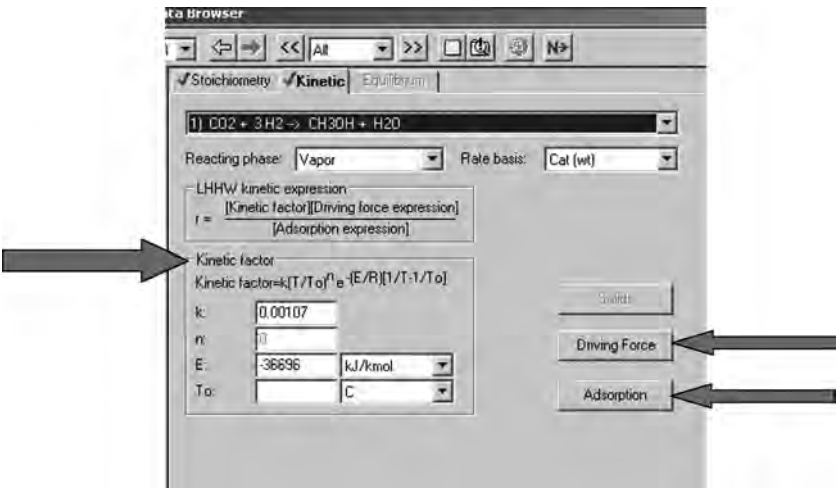 ta Browser
<< All >> N>
Stoichiometry Kinetic Equilibrium
1) CO2 + 3 H2 -> CH3OH + H2O
Reacting phase: Vapor Rate basis: Cat (wt)
LHHW kinetic expression
r = [Kinetic factor][Driving force expression]
[Adsorption expression]
Kinetic factor
Kinetic factor=k(T/To)^n e^-(E/R)[1/T-1/To]
k: 0.00107
n: 0
Solids
E: -36696 kJ/kmol
Driving Force
To: C
Adsorption